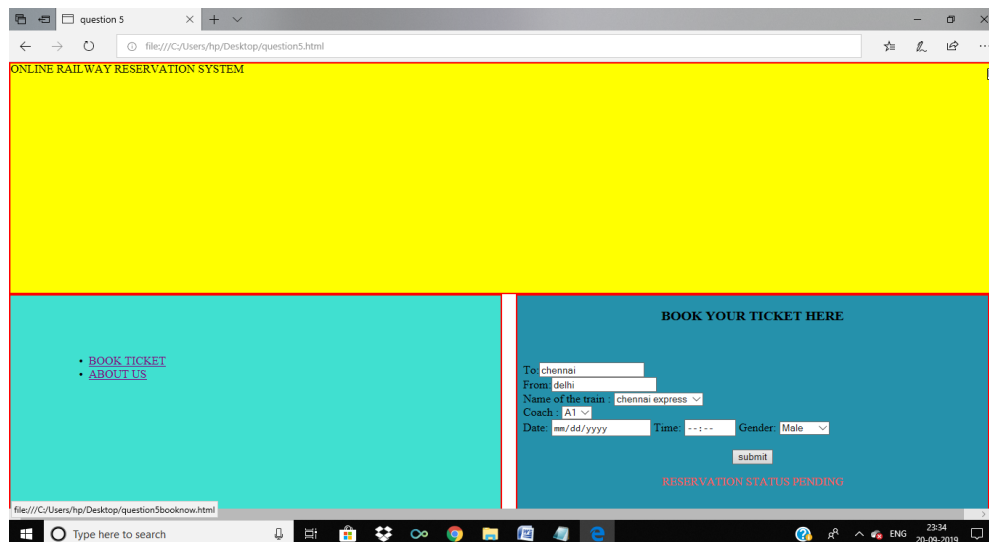 question 5
file:///C:/Users/hp/Desktop/question5.html
ONLINE RAILWAY RESERVATION SYSTEM
• BOOK TICKET
• ABOUT US
BOOK YOUR TICKET HERE
To: chennai
From: delhi
Name of the train : chennai express
Coach : A1
Date: mm/dd/yyyy Time: --:-- Gender: Male
submit
RESERVATION STATUS PENDING
file:///C:/Users/hp/Desktop/question5booknow.html
Type here to search
ENG
23:34
20-09-2019